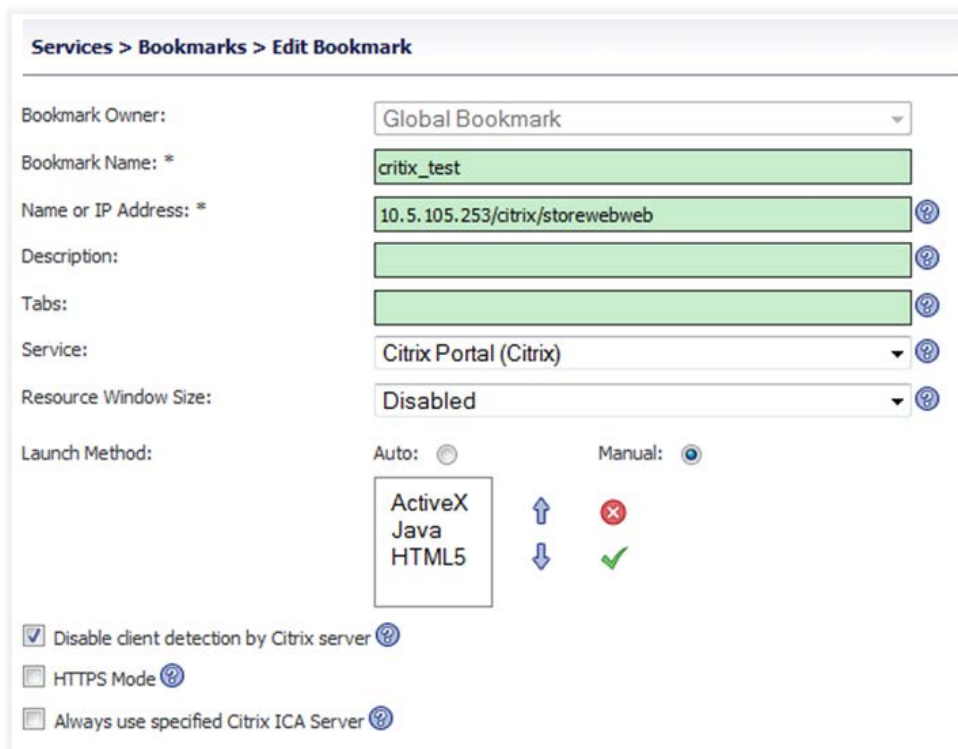 Services > Bookmarks > Edit Bookmark
Bookmark Owner: Global Bookmark
Bookmark Name: * critix_test
Name or IP Address: * 10.5.105.253/citrix/storewebweb
Description:
Tabs:
Service: Citrix Portal (Citrix)
Resource Window Size: Disabled
Launch Method: Auto: Manual:
ActiveX
Java
HTML5
Disable client detection by Citrix server
HTTPS Mode
Always use specified Citrix ICA Server